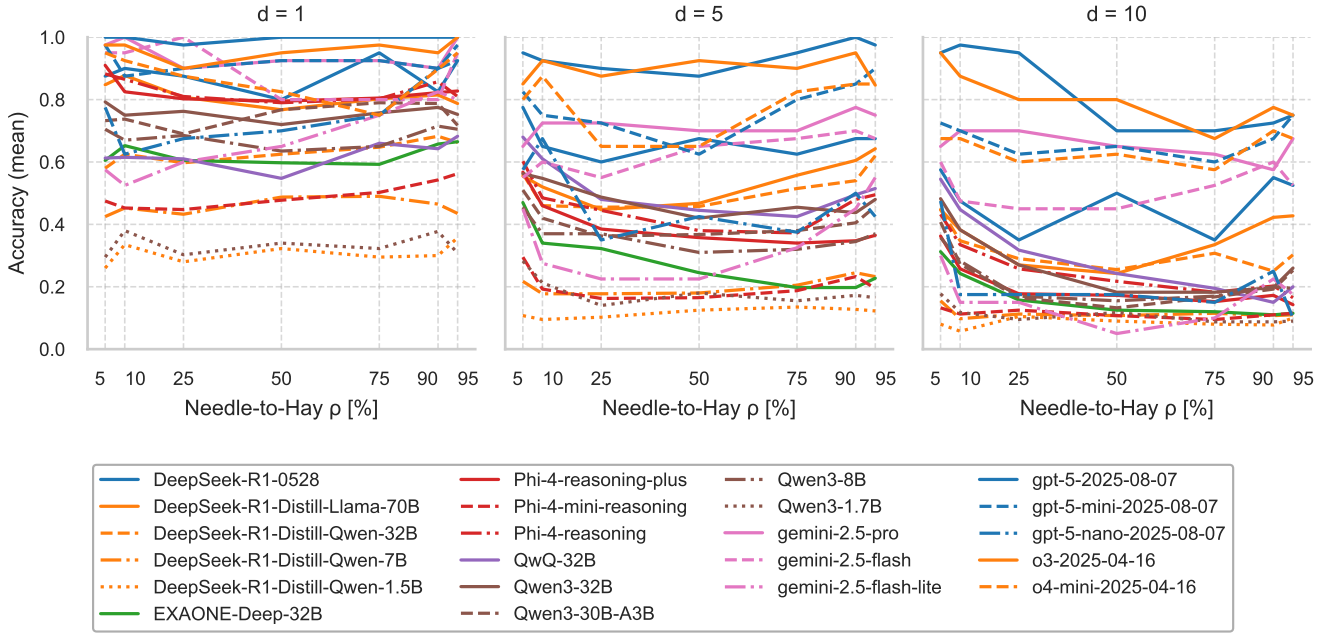 d = 1
d = 5
d = 10
Accuracy (mean)
1.0
0.8
0.6
0.4
0.2
0.0
5 10 25 50 75 90 95
5 10 25 50 75 90 95
5 10 25 50 75 90 95
Needle-to-Hay ρ [%]
Needle-to-Hay ρ [%]
Needle-to-Hay ρ [%]
DeepSeek-R1-0528
DeepSeek-R1-Distill-Llama-70B
DeepSeek-R1-Distill-Qwen-32B
DeepSeek-R1-Distill-Qwen-7B
DeepSeek-R1-Distill-Qwen-1.5B
EXAONE-Deep-32B
Phi-4-reasoning-plus
Phi-4-mini-reasoning
Phi-4-reasoning
QwQ-32B
Qwen3-32B
Qwen3-30B-A3B
Qwen3-8B
Qwen3-1.7B
gemini-2.5-pro
gemini-2.5-flash
gemini-2.5-flash-lite
gpt-5-2025-08-07
gpt-5-mini-2025-08-07
gpt-5-nano-2025-08-07
o3-2025-04-16
o4-mini-2025-04-16